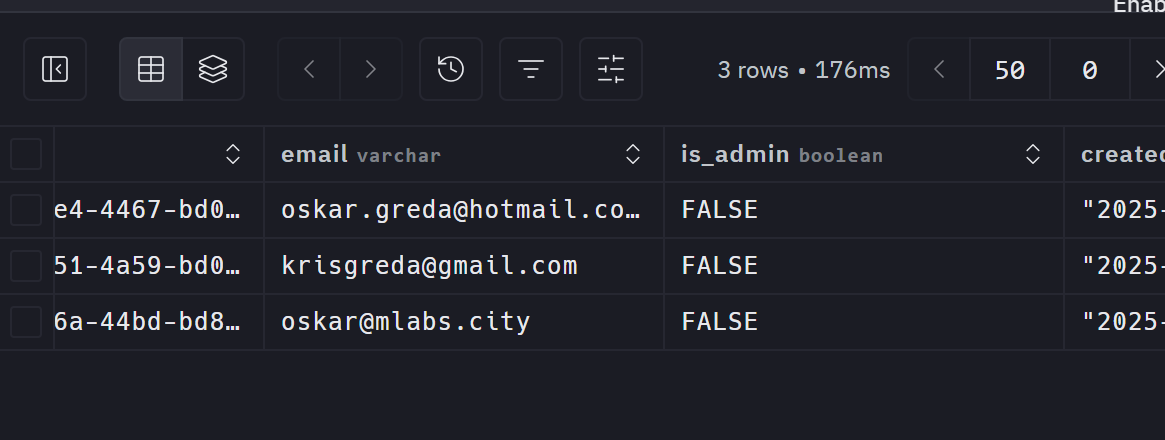 Enab
3 rows • 176ms 50 0
email varchar is_admin boolean created
e4-4467-bd0… oskar.greda@hotmail.co… FALSE "2025-
51-4a59-bd0… krisgreda@gmail.com FALSE "2025-
6a-44bd-bd8… oskar@mlabs.city FALSE "2025-